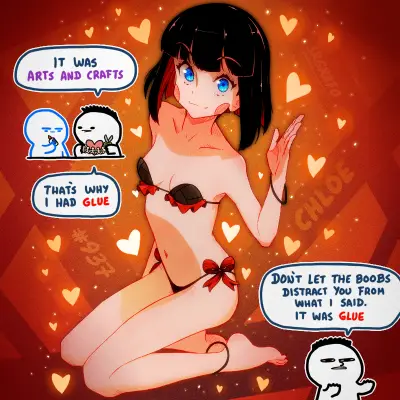 IT WAS
ARTS AND CRAFTS
THAT'S WHY
I HAD GLUE
#937
CHLOE
DON'T LET THE BOOBS
DISTRACT YOU FROM
WHAT I SAID.
IT WAS GLUE